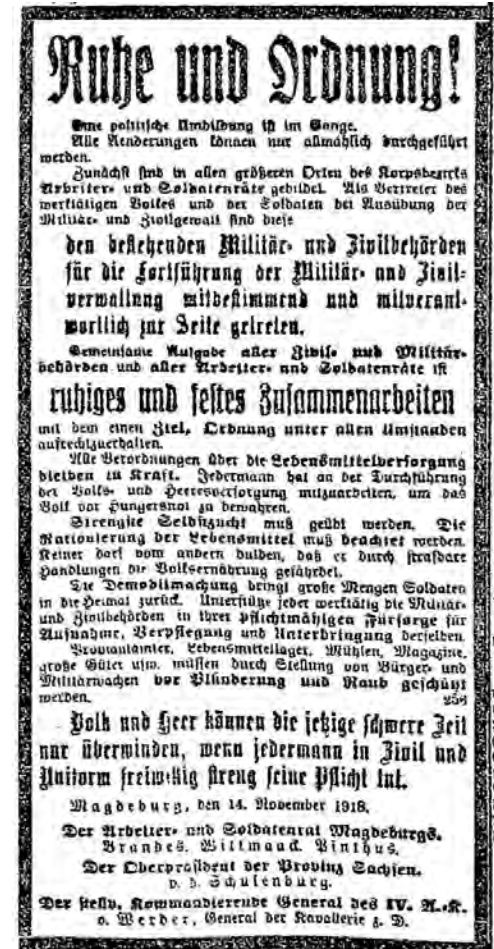 Ruhe und Ordnung!
Eine politische Umbildung ist im Gange.
Alle Aenderungen können nur allmählich durchgeführt
werden.
Zunächst sind in allen größeren Orten des Korpsbezirks
Arbeiter- und Soldatenräte gebildet. Als Vertreter des
werktätigen Volkes und der Soldaten bei Ausübung der
Militär- und Zivilgewalt sind diese
den bestehenden Militär- und Zivilbehörden
für die Fortführung der Militär- und Zivil-
verwaltung mitbestimmend und mitverant-
wortlich zur Seite getreten.
Gemeinsame Aufgabe aller Zivil- und Militär-
behörden und aller Arbeiter- und Soldatenräte ist
ruhiges und festes Zusammenarbeiten
mit dem einen Ziel, Ordnung unter allen Umständen
aufrechtzuerhalten.
Alle Verordnungen über die Lebensmittelversorgung
bleiben in Kraft. Jedermann hat an der Durchführung
der Volks- und Heeresversorgung mitzuarbeiten, um das
Volk vor Hungersnot zu bewahren.
Strengste Selbstzucht muß geübt werden. Die
Rationierung der Lebensmittel muß beachtet werden.
Keiner darf vom andern dulden, daß er durch strafbare
Handlungen die Volksernährung gefährdet.
Die Demobilmachung bringt große Mengen Soldaten
in die Heimat zurück. Unterstütze jeder werktätig die Militär-
und Zivilbehörden in ihrer pflichtmäßigen Fürsorge für
Aufnahme, Verpflegung und Unterbringung derselben.
Proviantämter, Lebensmittellager, Mühlen, Magazine,
große Güter usw. müssen durch Stellung von Bürger- und
Militärwachen vor Plünderung und Raub geschützt
werden. 258
Volk und Heer können die jetzige schwere Zeit
nur überwinden, wenn jedermann in Zivil und
Uniform freiwillig streng seine Pflicht tut.
Magdeburg, den 14. November 1918.
Der Arbeiter- und Soldatenrat Magdeburgs.
Brandes. Wittmaack. Vinthus.
Der Oberpräsident der Provinz Sachsen.
v. d. Schulenburg.
Der stellv. Kommandierende General des IV. A.-K.
v. Werder, General der Kavallerie z. D.